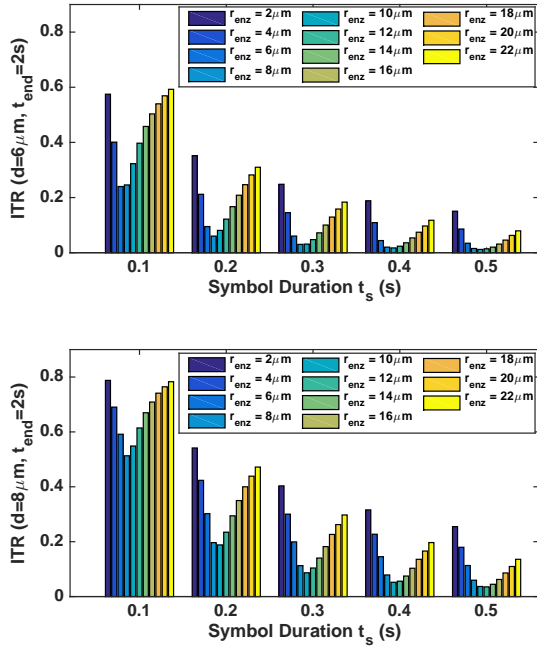 ITR (d=6μm, t_end=2s)
0.8
0.6
0.4
0.2
0
r_enz = 2μm
r_enz = 4μm
r_enz = 6μm
r_enz = 8μm
r_enz = 10μm
r_enz = 12μm
r_enz = 14μm
r_enz = 16μm
r_enz = 18μm
r_enz = 20μm
r_enz = 22μm
0.1 0.2 0.3 0.4 0.5
Symbol Duration t_s (s)
ITR (d=8μm, t_end=2s)
0.8
0.6
0.4
0.2
0
r_enz = 2μm
r_enz = 4μm
r_enz = 6μm
r_enz = 8μm
r_enz = 10μm
r_enz = 12μm
r_enz = 14μm
r_enz = 16μm
r_enz = 18μm
r_enz = 20μm
r_enz = 22μm
0.1 0.2 0.3 0.4 0.5
Symbol Duration t_s (s)